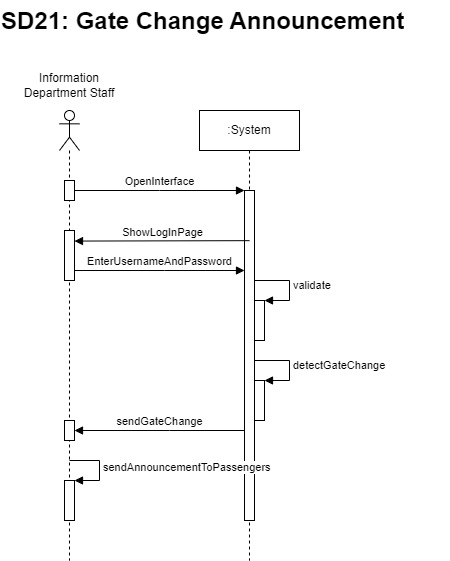 SD21: Gate Change Announcement
Information
Department Staff
:System
OpenInterface
ShowLogInPage
EnterUsernameAndPassword
validate
detectGateChange
sendGateChange
sendAnnouncementToPassengers